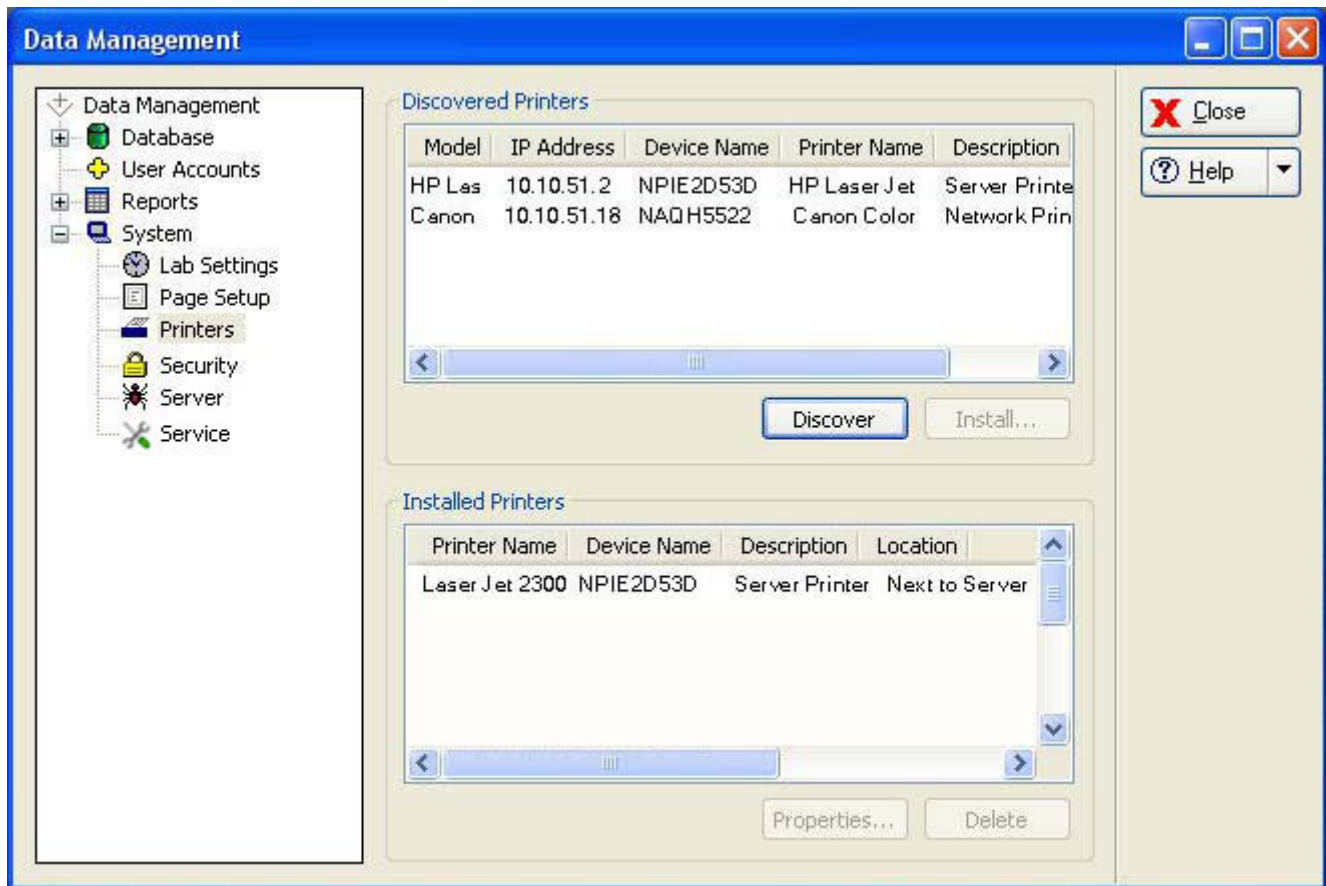 Data Management
Data Management
Database
User Accounts
Reports
System
Lab Settings
Page Setup
Printers
Security
Server
Service
Discovered Printers
Model IP Address Device Name Printer Name Description
HP Las 10.10.51.2 NPIE2D53D HP Laser Jet Server Printe
Canon 10.10.51.18 NAQH5522 Canon Color Network Prin
Discover Install...
Installed Printers
Printer Name Device Name Description Location
Laser Jet 2300 NPIE2D53D Server Printer Next to Server
Properties... Delete
Close
Help